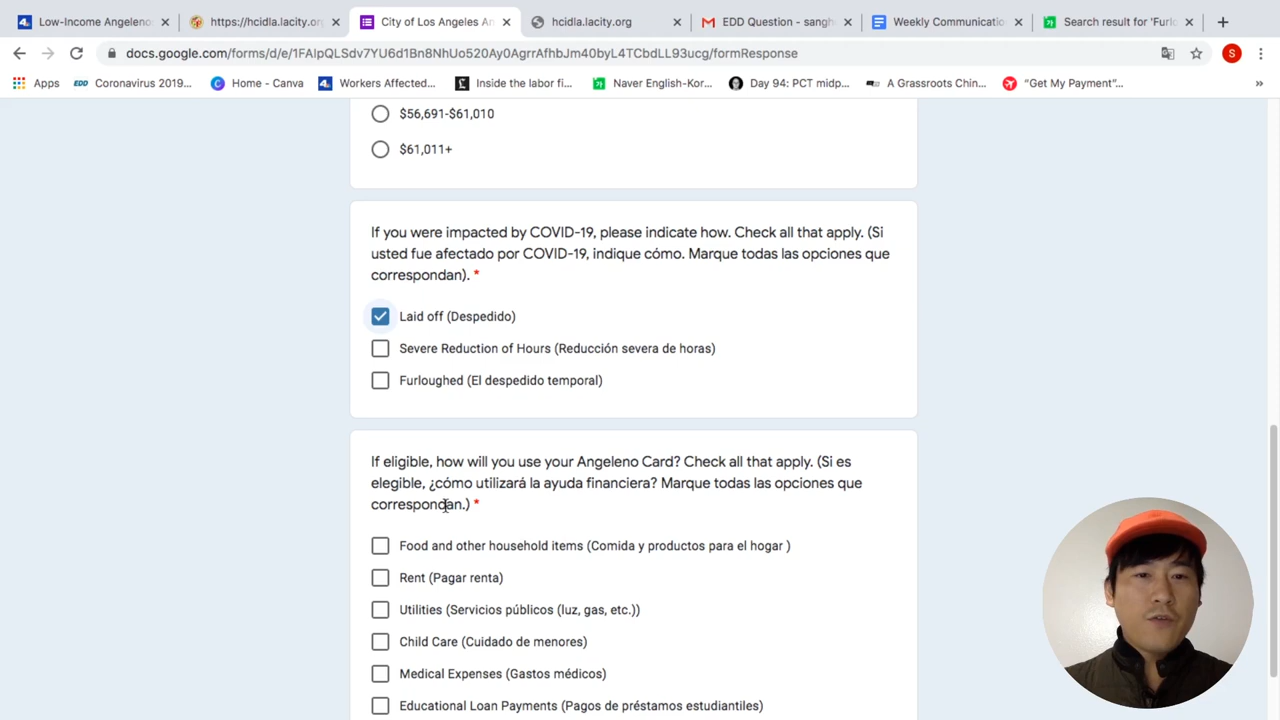 Low-Income Angeleno
https://hcidla.lacity.or
City of Los Angeles An
hcidla.lacity.org
EDD Question - sangh
Weekly Communicatio
Search result for 'Furlo
docs.google.com/forms/d/e/1FAIpQLSdv7YU6d1Bn8NhUo520Ay0AgrrAfhbJm40byL4TCbdLL93ucg/formResponse
S
Apps
EDD Coronavirus 2019...
Home - Canva
Workers Affected...
Inside the labor fi...
Naver English-Kor...
Day 94: PCT midp...
A Grassroots Chin...
"Get My Payment"...
»
$56,691-$61,010
$61,011+
If you were impacted by COVID-19, please indicate how. Check all that apply. (Si
usted fue afectado por COVID-19, indique cómo. Marque todas las opciones que
correspondan). *
Laid off (Despedido)
Severe Reduction of Hours (Reducción severa de horas)
Furloughed (El despedido temporal)
If eligible, how will you use your Angeleno Card? Check all that apply. (Si es
elegible, ¿cómo utilizará la ayuda financiera? Marque todas las opciones que
correspondan.) *
Food and other household items (Comida y productos para el hogar )
Rent (Pagar renta)
Utilities (Servicios públicos (luz, gas, etc.))
Child Care (Cuidado de menores)
Medical Expenses (Gastos médicos)
Educational Loan Payments (Pagos de préstamos estudiantiles)